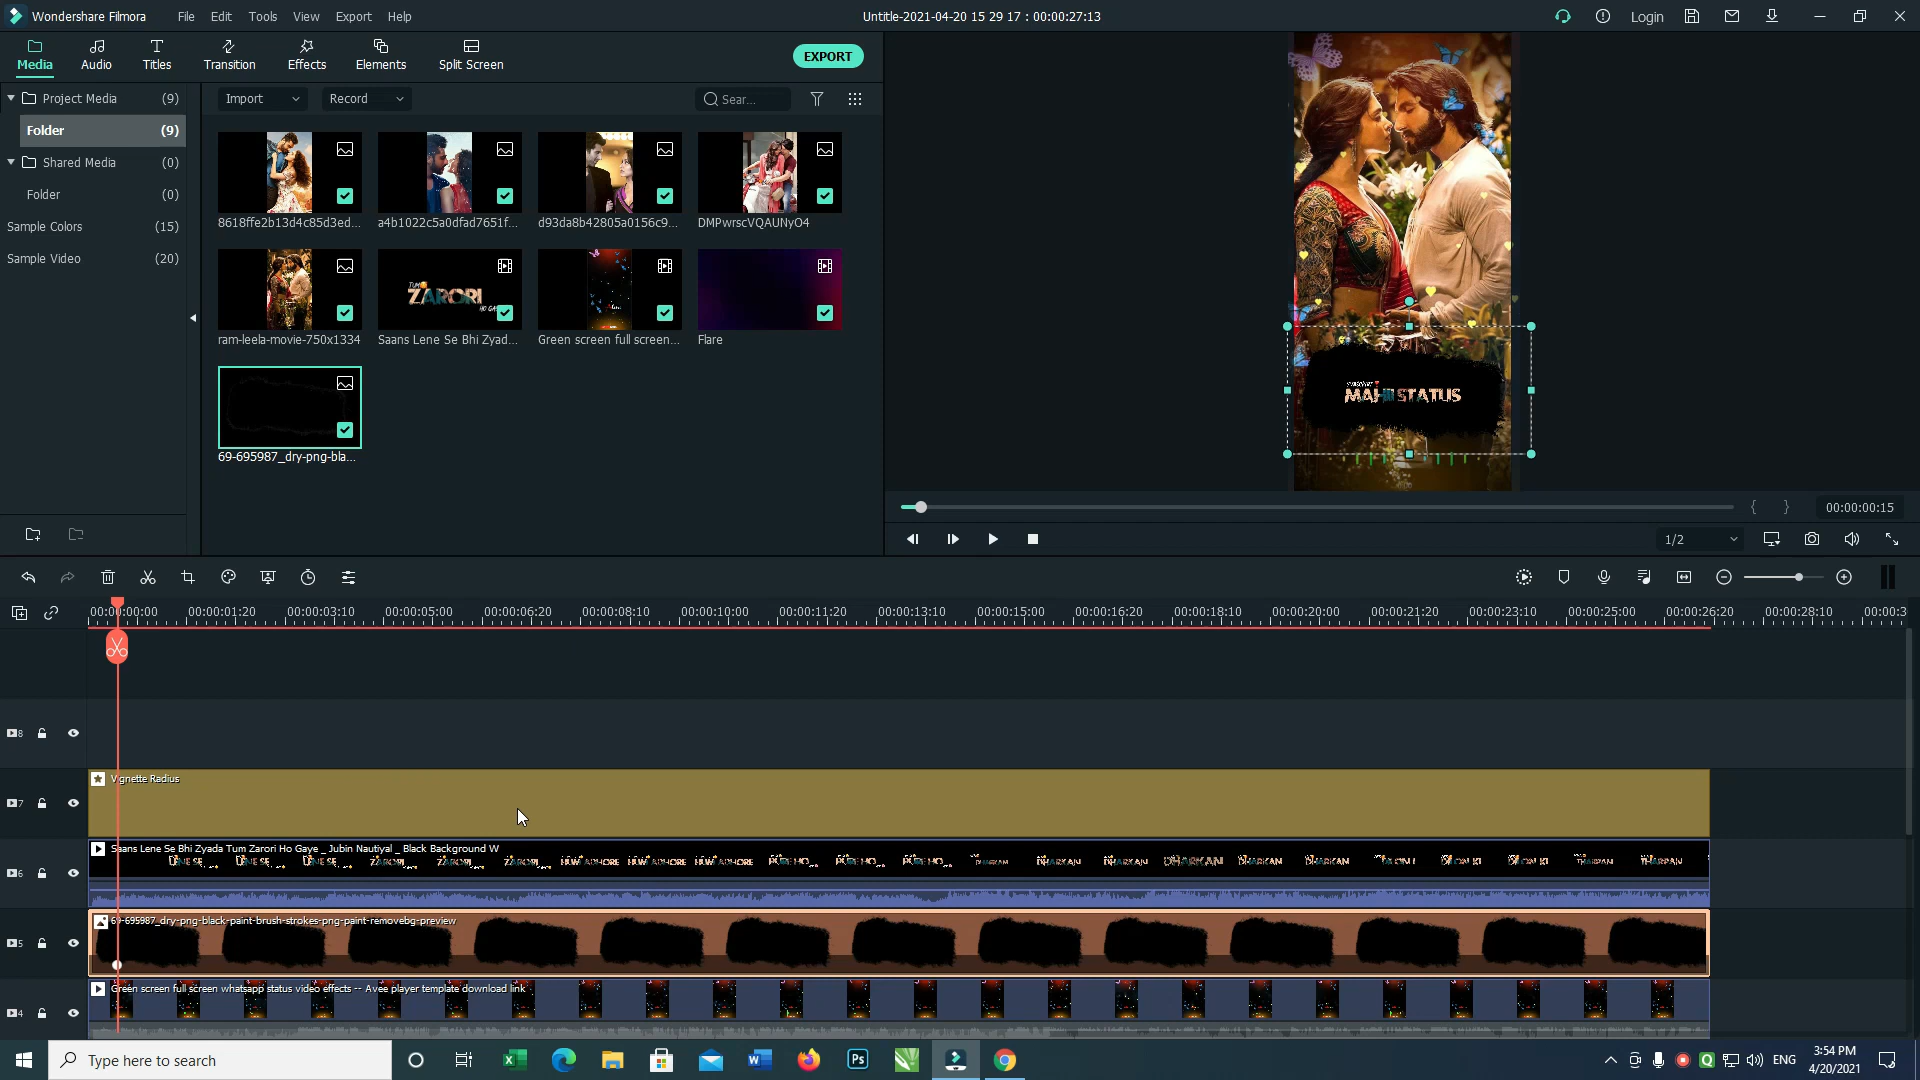 Wondershare Filmora
File Edit Tools View Export Help
Untitle-2021-04-20 15 29 17 : 00:00:27:13
Login
Media Audio Titles Transition Effects Elements Split Screen
EXPORT
Project Media (9)
Folder (9)
Shared Media (0)
Folder (0)
Sample Colors (15)
Sample Video (20)
Import Record Sear...
8618ffe2b13d4c85d3ed... a4b1022c5a0dfad7651f... d93da8b42805a0156c9... DMPwrscVQAUNyO4
TUM
ZARORI
HO GA
ram-leela-movie-750x1334 Saans Lene Se Bhi Zyad... Green screen full screen... Flare
69-695987_dry-png-bla...
MAHII STATUS
00:00:00:15
1/2
00:00:00:00 00:00:01:20 00:00:03:10 00:00:05:00 00:00:06:20 00:00:08:10 00:00:10:00 00:00:11:20 00:00:13:10 00:00:15:00 00:00:16:20 00:00:18:10 00:00:20:00 00:00:21:20 00:00:23:10 00:00:25:00 00:00:26:20 00:00:28:10 00:00:3
8
7
Vignette Radius
6
Saans Lene Se Bhi Zyada Tum Zarori Ho Gaye _ Jubin Nautiyal _ Black Background W
5
69-695987_dry-png-black-paint-brush-strokes-png-paint-removebg-preview
4
Green screen full screen whatsapp status video effects -- Avee player template download link
Type here to search
ENG
3:54 PM
4/20/2021